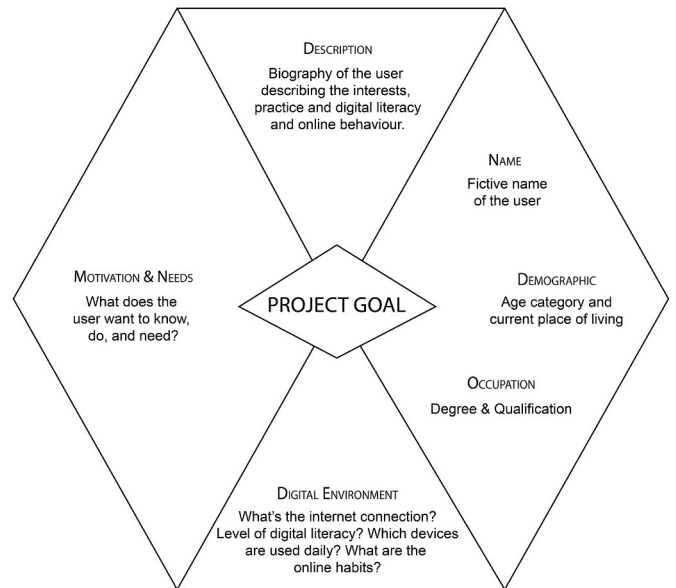 Description
Biography of the user
describing the interests,
practice and digital literacy
and online behaviour.
Name
Fictive name
of the user
Motivation & Needs
What does the
user want to know,
do, and need?
PROJECT GOAL
Demographic
Age category and
current place of living
Occupation
Degree & Qualification
Digital Environment
What's the internet connection?
Level of digital literacy? Which devices
are used daily? What are the
online habits?